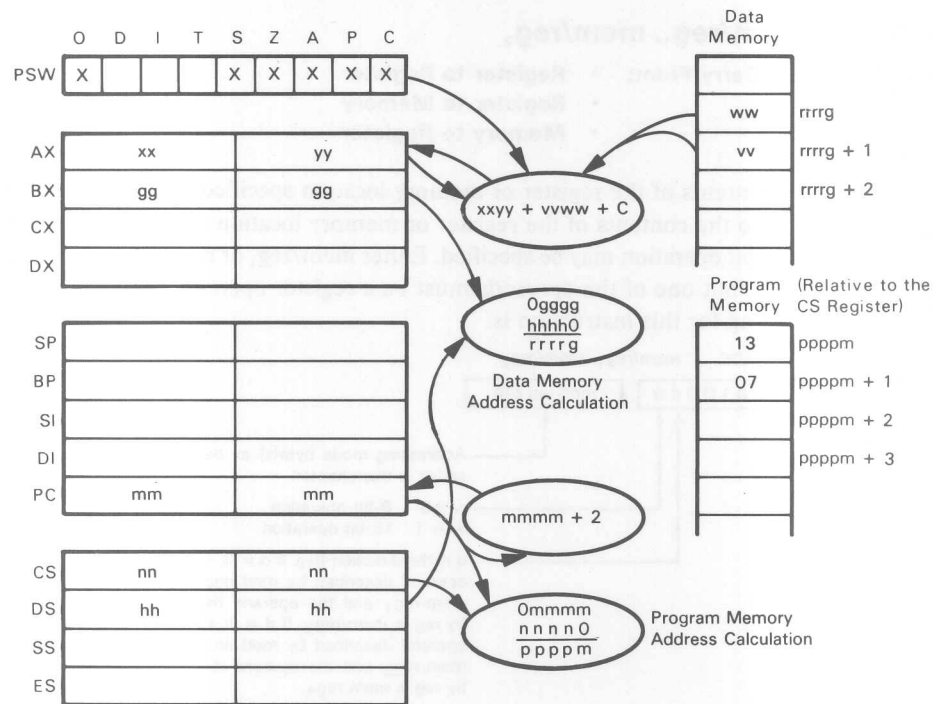 Data
Memory
O D I T S Z A P C
PSW X X X X X X
ww rrrrg
vv rrrrg + 1
rrrrg + 2
AX xx yy
BX gg gg
CX
DX
xxyy + vvww + C
0gggg
hhhh0
rrrrg
Data Memory
Address Calculation
Program
Memory
(Relative to the
CS Register)
13 ppppm
07 ppppm + 1
ppppm + 2
ppppm + 3
SP
BP
SI
DI
PC mm mm
mmmm + 2
CS nn nn
DS hh hh
SS
ES
0mmmm
nnnn0
ppppm
Program Memory
Address Calculation